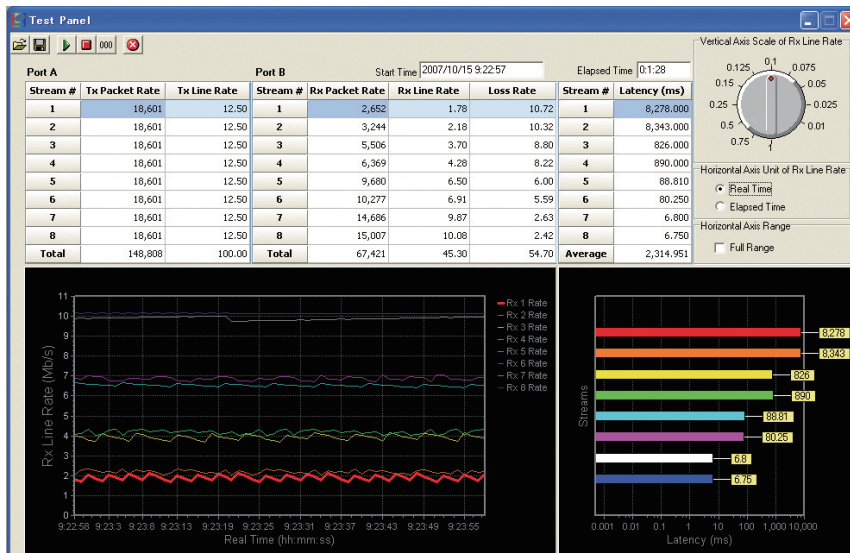 Test Panel
000
Port A
Port B
Start Time 2007/10/15 9:22:57
Elapsed Time 0:1:28
Stream # Tx Packet Rate Tx Line Rate Stream # Rx Packet Rate Rx Line Rate Loss Rate Stream # Latency (ms)
1 18,601 12.50 1 2,652 1.78 10.72 1 8,278.000
2 18,601 12.50 2 3,244 2.18 10.32 2 8,343.000
3 18,601 12.50 3 5,506 3.70 8.80 3 826.000
4 18,601 12.50 4 6,369 4.28 8.22 4 890.000
5 18,601 12.50 5 9,680 6.50 6.00 5 88.810
6 18,601 12.50 6 10,277 6.91 5.59 6 80.250
7 18,601 12.50 7 14,686 9.87 2.63 7 6.800
8 18,601 12.50 8 15,007 10.08 2.42 8 6.750
Total 148,808 100.00 Total 67,421 45.30 54.70 Average 2,314.951
Vertical Axis Scale of Rx Line Rate
0.1
0.125 0.075
0.15 0.05
0.25 0.025
0.5 0.01
0.75 1
Horizontal Axis Unit of Rx Line Rate
Real Time
Elapsed Time
Horizontal Axis Range
Full Range
Rx Line Rate (Mb/s)
11
10
9
8
7
6
5
4
3
2
1
0
9:22:58 9:23:3 9:23:8 9:23:13 9:23:19 9:23:25 9:23:31 9:23:37 9:23:43 9:23:49 9:23:55
Real Time (hh:mm:ss)
Rx 1 Rate
Rx 2 Rate
Rx 3 Rate
Rx 4 Rate
Rx 5 Rate
Rx 6 Rate
Rx 7 Rate
Rx 8 Rate
Streams
8,278
8,343
826
890
88.81
80.25
6.8
6.75
0.001 0.01 0.1 1 10 100 1,000 10,000
Latency (ms)